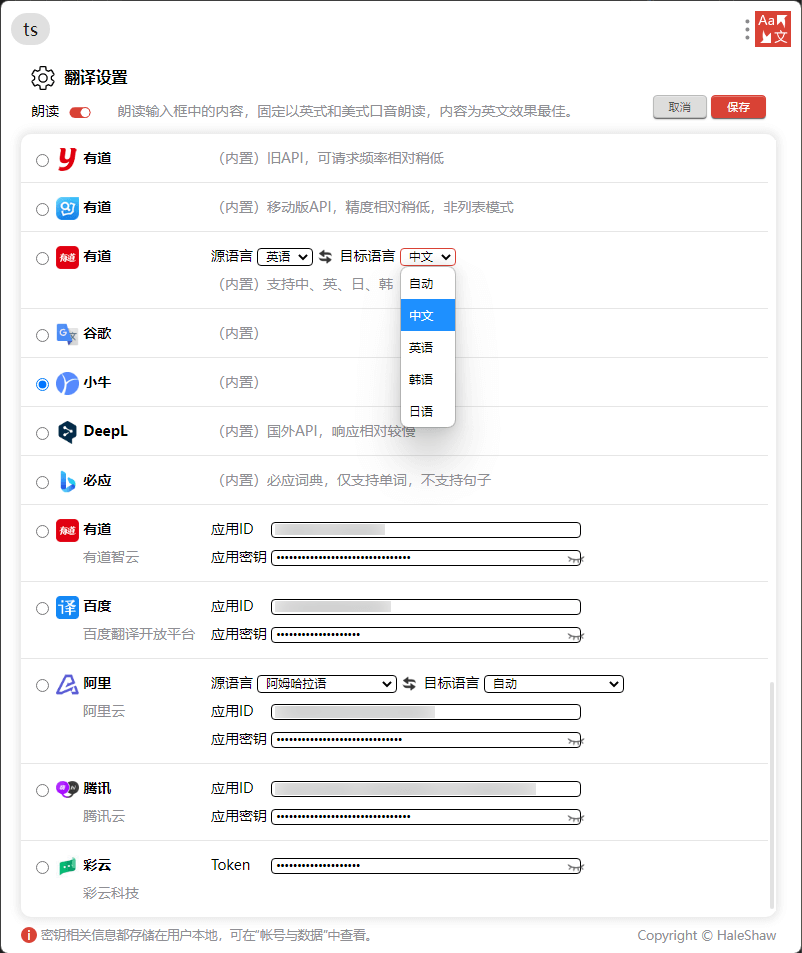 ts
Aa 文
翻译设置
朗读 朗读输入框中的内容，固定以英式和美式口音朗读，内容为英文效果最佳。 取消 保存
有道 （内置）旧API，可请求频率相对稍低
有道 （内置）移动版API，精度相对稍低，非列表模式
有道 有道 源语言 英语 目标语言 中文
（内置）支持中、英、日、韩
自动
中文
英语
韩语
日语
G 文 谷歌 （内置）
小牛 （内置）
DeepL （内置）国外API，响应相对较慢
必应 （内置）必应词典，仅支持单词，不支持句子
有道 有道 应用ID
有道智云 应用密钥
译 百度 应用ID
百度翻译开放平台 应用密钥
阿里 源语言 阿姆哈拉语 目标语言 自动
阿里云 应用ID
应用密钥
腾讯 应用ID
腾讯云 应用密钥
彩云 Token
彩云科技
密钥相关信息都存储在用户本地，可在"帐号与数据"中查看。 Copyright © HaleShaw